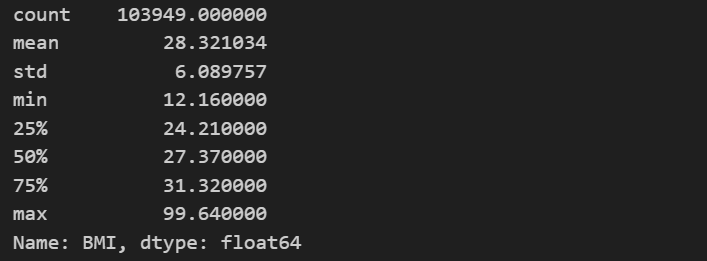 count    103949.000000
mean         28.321034
std           6.089757
min          12.160000
25%          24.210000
50%          27.370000
75%          31.320000
max          99.640000
Name: BMI, dtype: float64